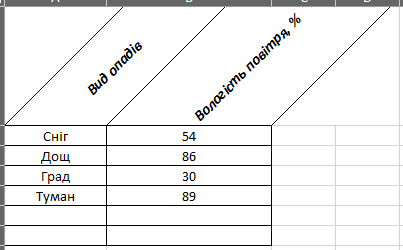 Вид опадів
Вологість повітря, %
Сніг 54
Дощ 86
Град 30
Туман 89